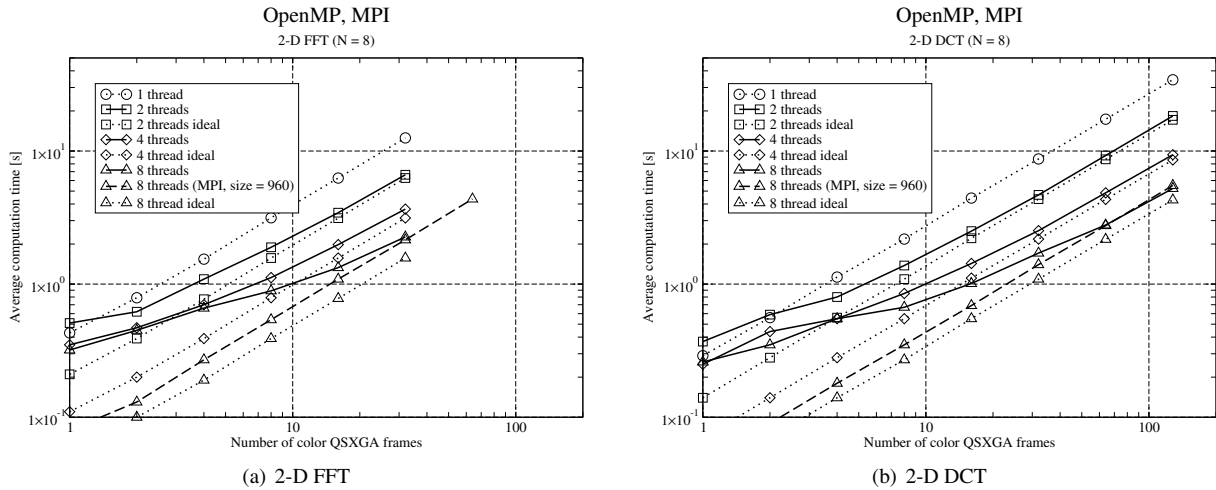 OpenMP, MPI
2-D FFT (N = 8)
1 thread
2 threads
2 threads ideal
4 threads
4 thread ideal
8 threads
8 threads (MPI, size = 960)
8 thread ideal
Average computation time [s]
1×10¹
1×10⁰
1×10⁻¹
1
10
100
Number of color QSXGA frames
(a) 2-D FFT
OpenMP, MPI
2-D DCT (N = 8)
1 thread
2 threads
2 threads ideal
4 threads
4 thread ideal
8 threads
8 threads (MPI, size = 960)
8 thread ideal
Average computation time [s]
1×10¹
1×10⁰
1×10⁻¹
1
10
100
Number of color QSXGA frames
(b) 2-D DCT